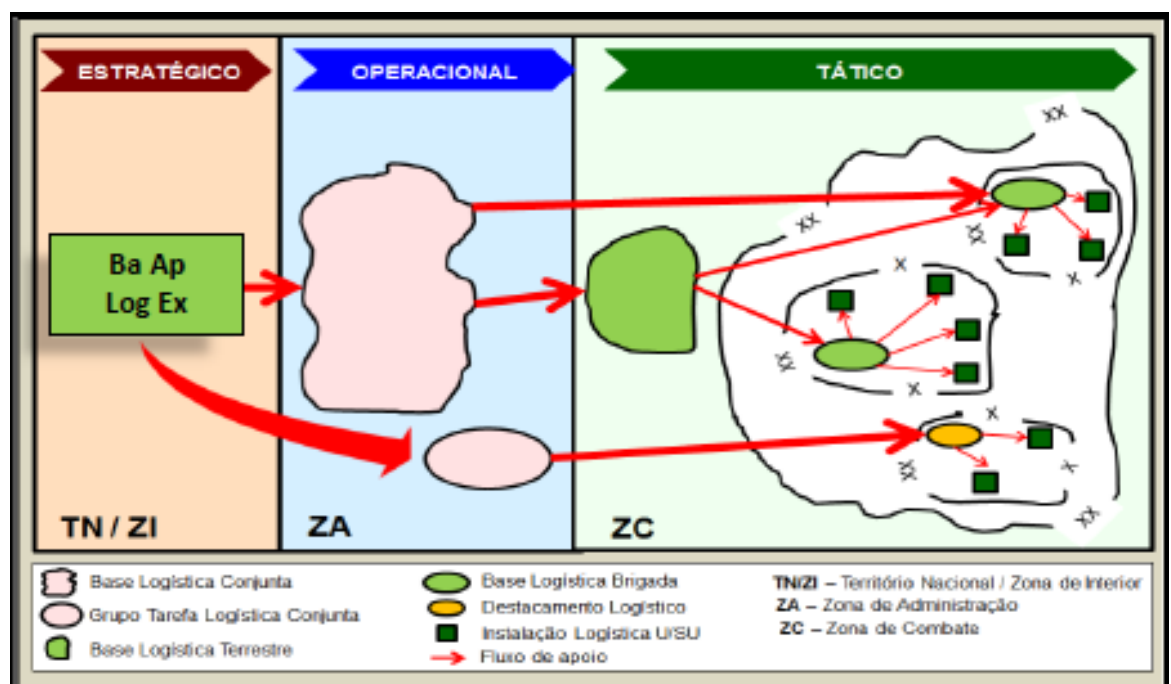 ESTRATÉGICO
OPERACIONAL
TÁTICO
XX
XX
XX
X
X
XX
X
X
XX
XX
X
XX
Ba Ap
Log Ex
TN / ZI
ZA
ZC
Base Logística Conjunta
Grupo Tarefa Logística Conjunta
Base Logística Terrestre
Base Logística Brigada
Destacamento Logístico
Instalação Logística U/SU
Fluxo de apoio
TN/ZI – Território Nacional / Zona de Interior
ZA – Zona de Administração
ZC – Zona de Combate